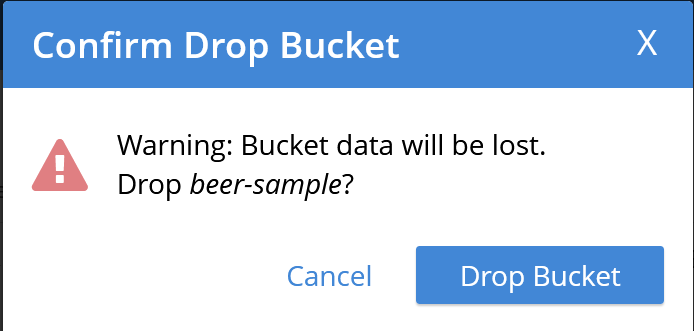 Confirm Drop Bucket X
Warning: Bucket data will be lost.
Drop beer-sample?
Cancel Drop Bucket